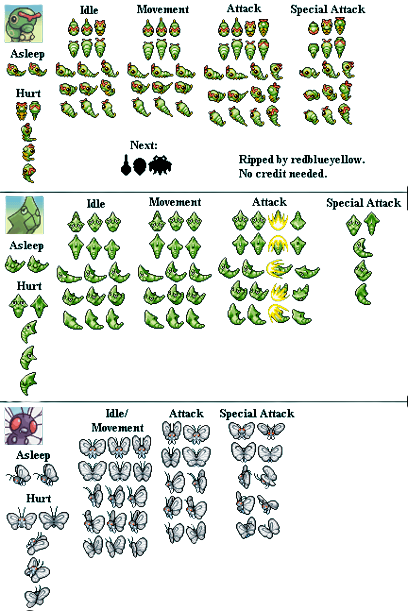 Idle Movement Attack Special Attack
Asleep
Hurt
Next:
Ripped by redblueyellow.
No credit needed.
Idle Movement Attack Special Attack
Asleep
Hurt
Idle/
Movement Attack Special Attack
Asleep
Hurt